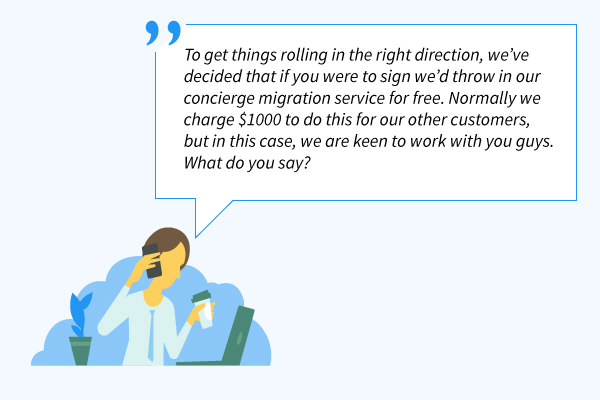 To get things rolling in the right direction, we’ve
decided that if you were to sign we’d throw in our
concierge migration service for free. Normally we
charge $1000 to do this for our other customers,
but in this case, we are keen to work with you guys.
What do you say?